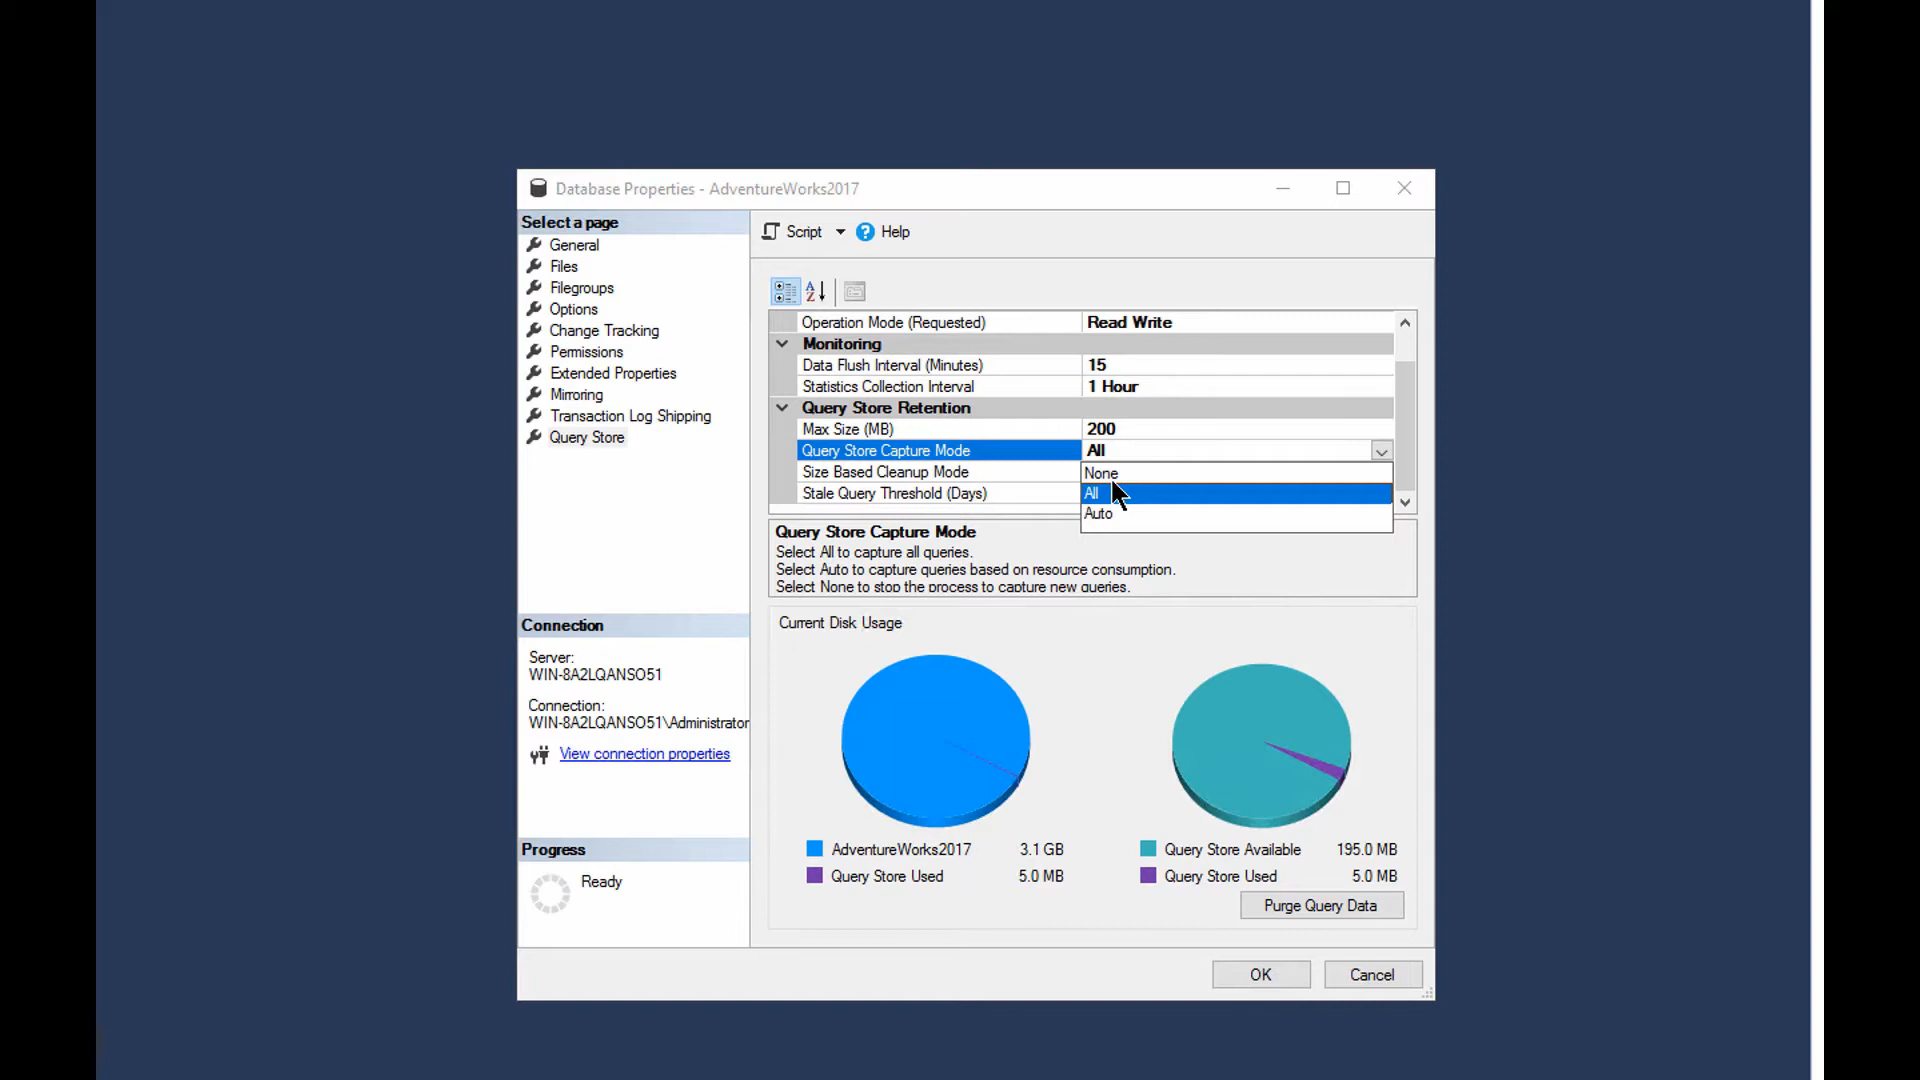 Database Properties - AdventureWorks2017
Select a page
General
Files
Filegroups
Options
Change Tracking
Permissions
Extended Properties
Mirroring
Transaction Log Shipping
Query Store
Connection
Server:
WIN-8A2LQANSO51
Connection:
WIN-8A2LQANSO51\Administrator
View connection properties
Progress
Ready
Script
? Help
A
Z
Operation Mode (Requested) Read Write
Monitoring
Data Flush Interval (Minutes) 15
Statistics Collection Interval 1 Hour
Query Store Retention
Max Size (MB) 200
Query Store Capture Mode All
Size Based Cleanup Mode
Stale Query Threshold (Days)
None
All
Auto
Query Store Capture Mode
Select All to capture all queries.
Select Auto to capture queries based on resource consumption.
Select None to stop the process to capture new queries.
Current Disk Usage
AdventureWorks2017 3.1 GB
Query Store Used 5.0 MB
Query Store Available 195.0 MB
Query Store Used 5.0 MB
Purge Query Data
OK
Cancel